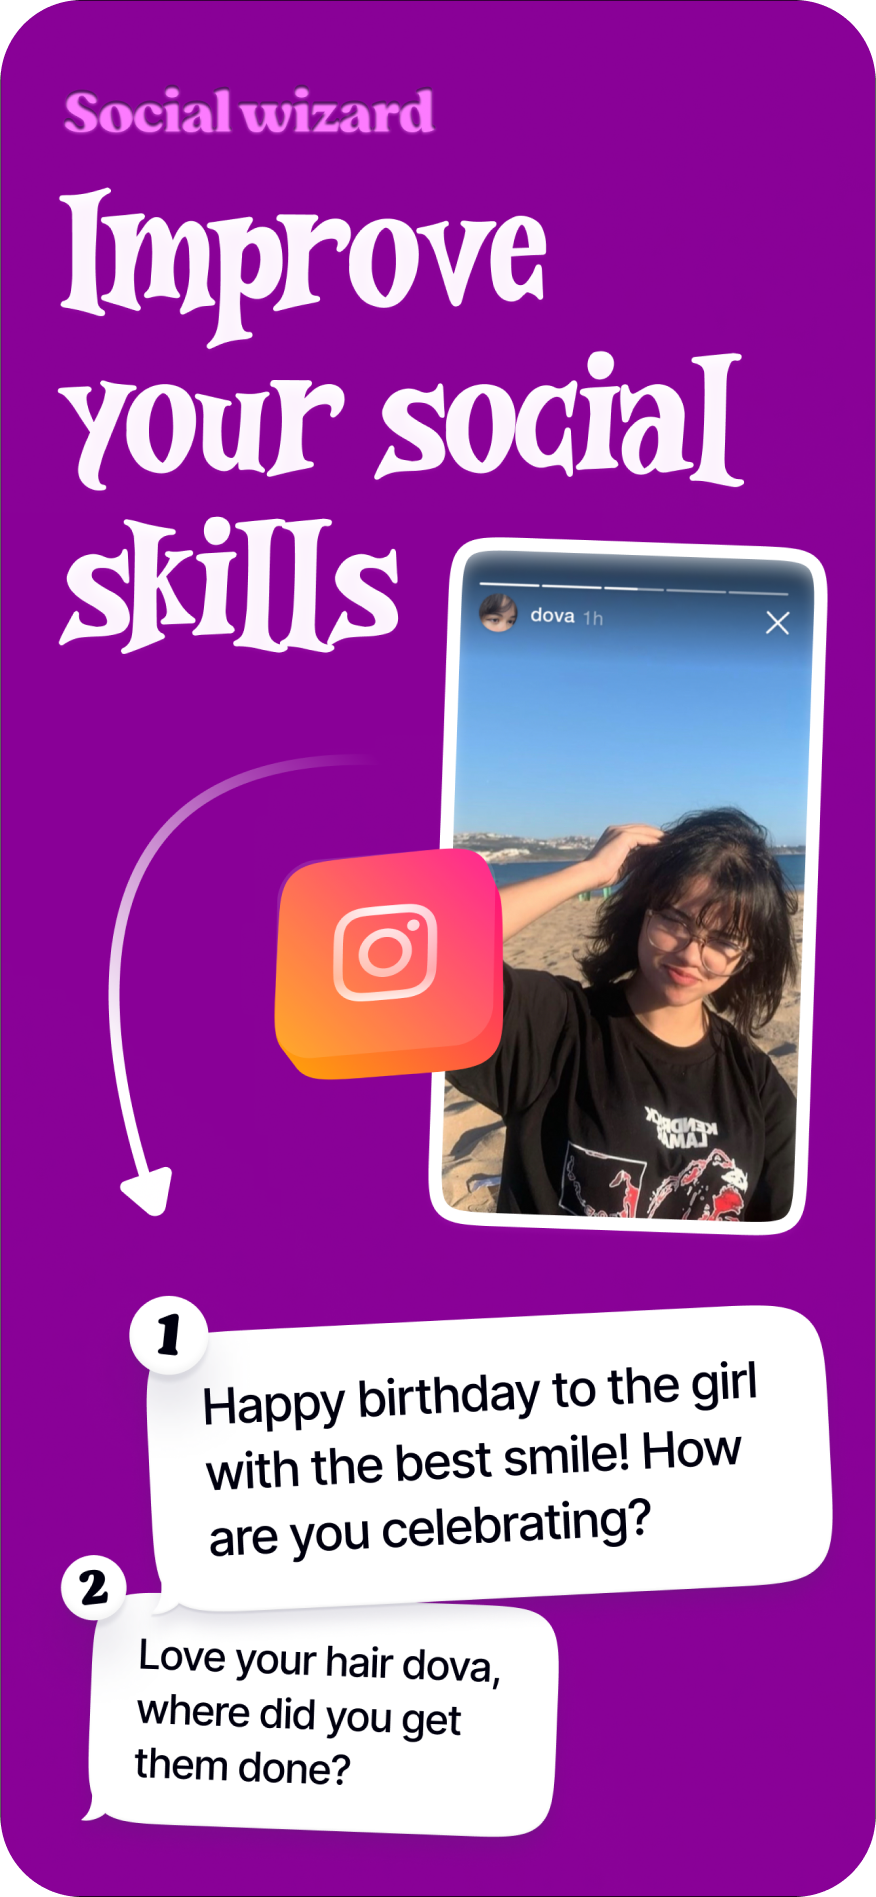 Social wizard
Improve
your social
skills
dova 1h
KENDRICK
LAMAR
1
Happy birthday to the girl
with the best smile! How
are you celebrating?
2
Love your hair dova,
where did you get
them done?